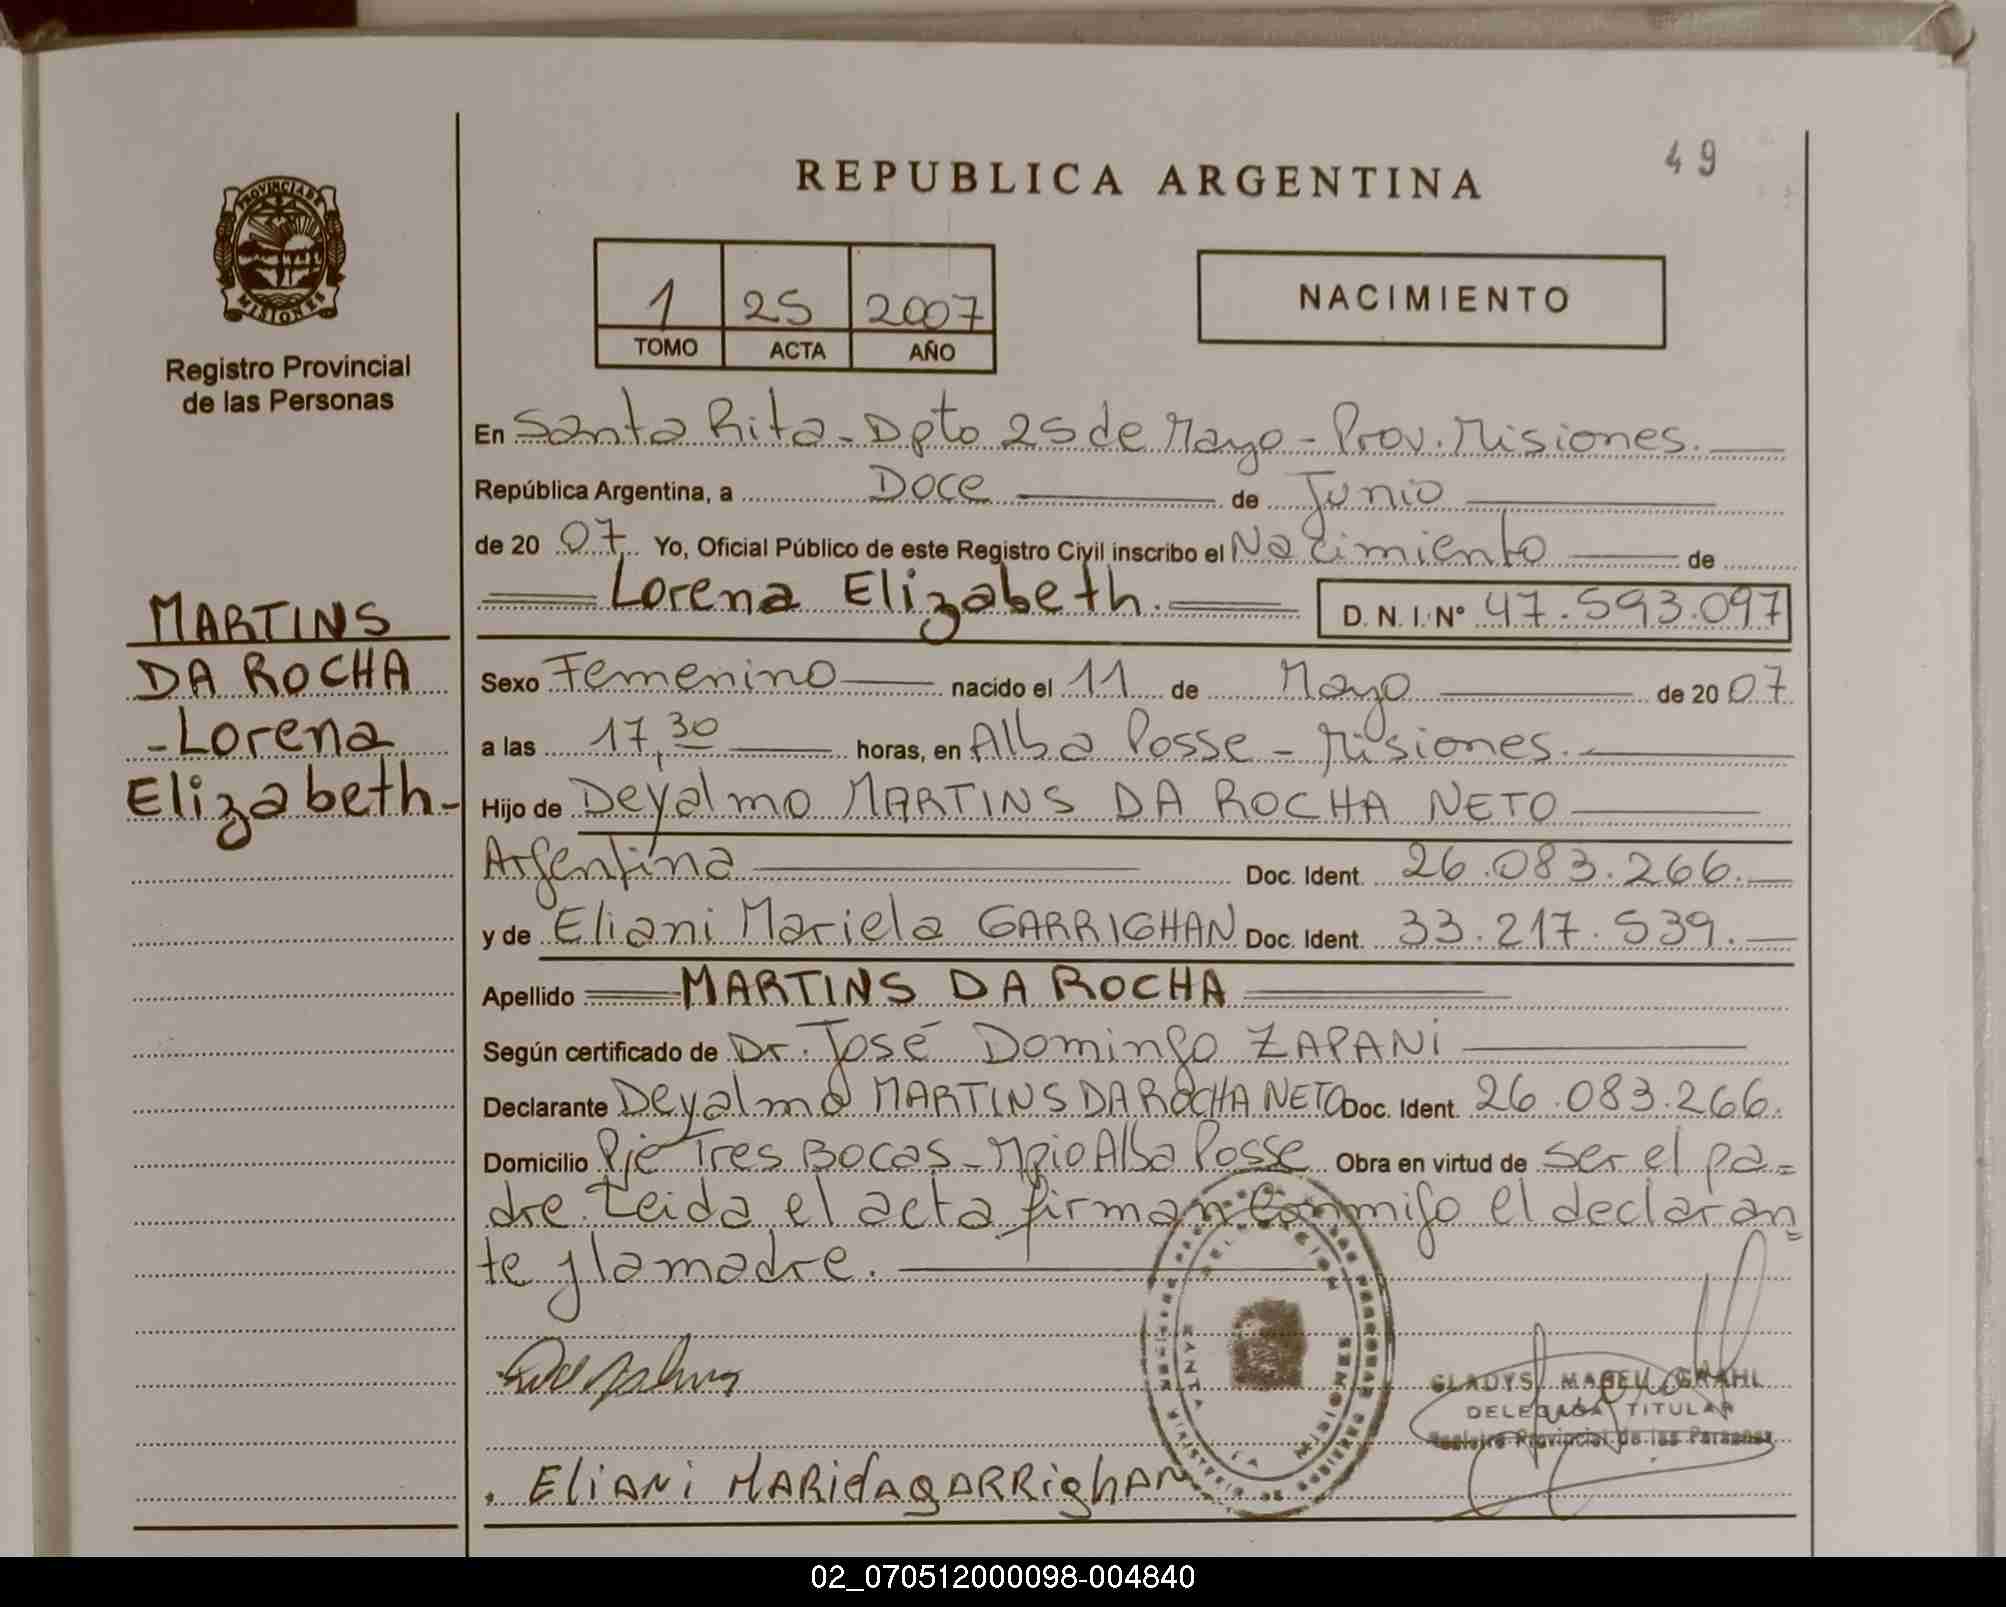 49
REPUBLICA ARGENTINA
PROVINCIA DE
MISIONES
Registro Provincial
de las Personas
1 25 2007
TOMO ACTA AÑO
NACIMIENTO
En Santa Rita - Dpto 25 de Mayo - Prov. Misiones.
República Argentina, a Doce de Junio
de 20 07 Yo, Oficial Público de este Registro Civil inscribo el Nacimiento de
Lorena Elizabeth. D. N. I. Nº 47.593.097
MARTINS
DA ROCHA
- Lorena
Elizabeth-
Sexo Femenino nacido el 11 de Mayo de 20 07
a las 17,30 horas, en Alba Posse - Misiones.
Hijo de Deyalmo MARTINS DA ROCHA NETO
Argentina Doc. Ident. 26.083.266.
y de Eliani Mariela GARRIGHAN Doc. Ident. 33.217.539.
Apellido MARTINS DA ROCHA
Según certificado de Dr. José Domingo ZAPANI
Declarante Deyalmo MARTINS DA ROCHA NETO Doc. Ident. 26.083.266.
Domicilio Pje Tres Bocas - Mpio Alba Posse Obra en virtud de ser el pa=
dre. Leida el acta firman conmigo el declaran=
te y la madre.
GLADYS MABEL GRAHL
DELEGADA TITULAR
Registro Provincial de las Personas
. ELIANI MARIELA GARRIGHAN
02_070512000098-004840